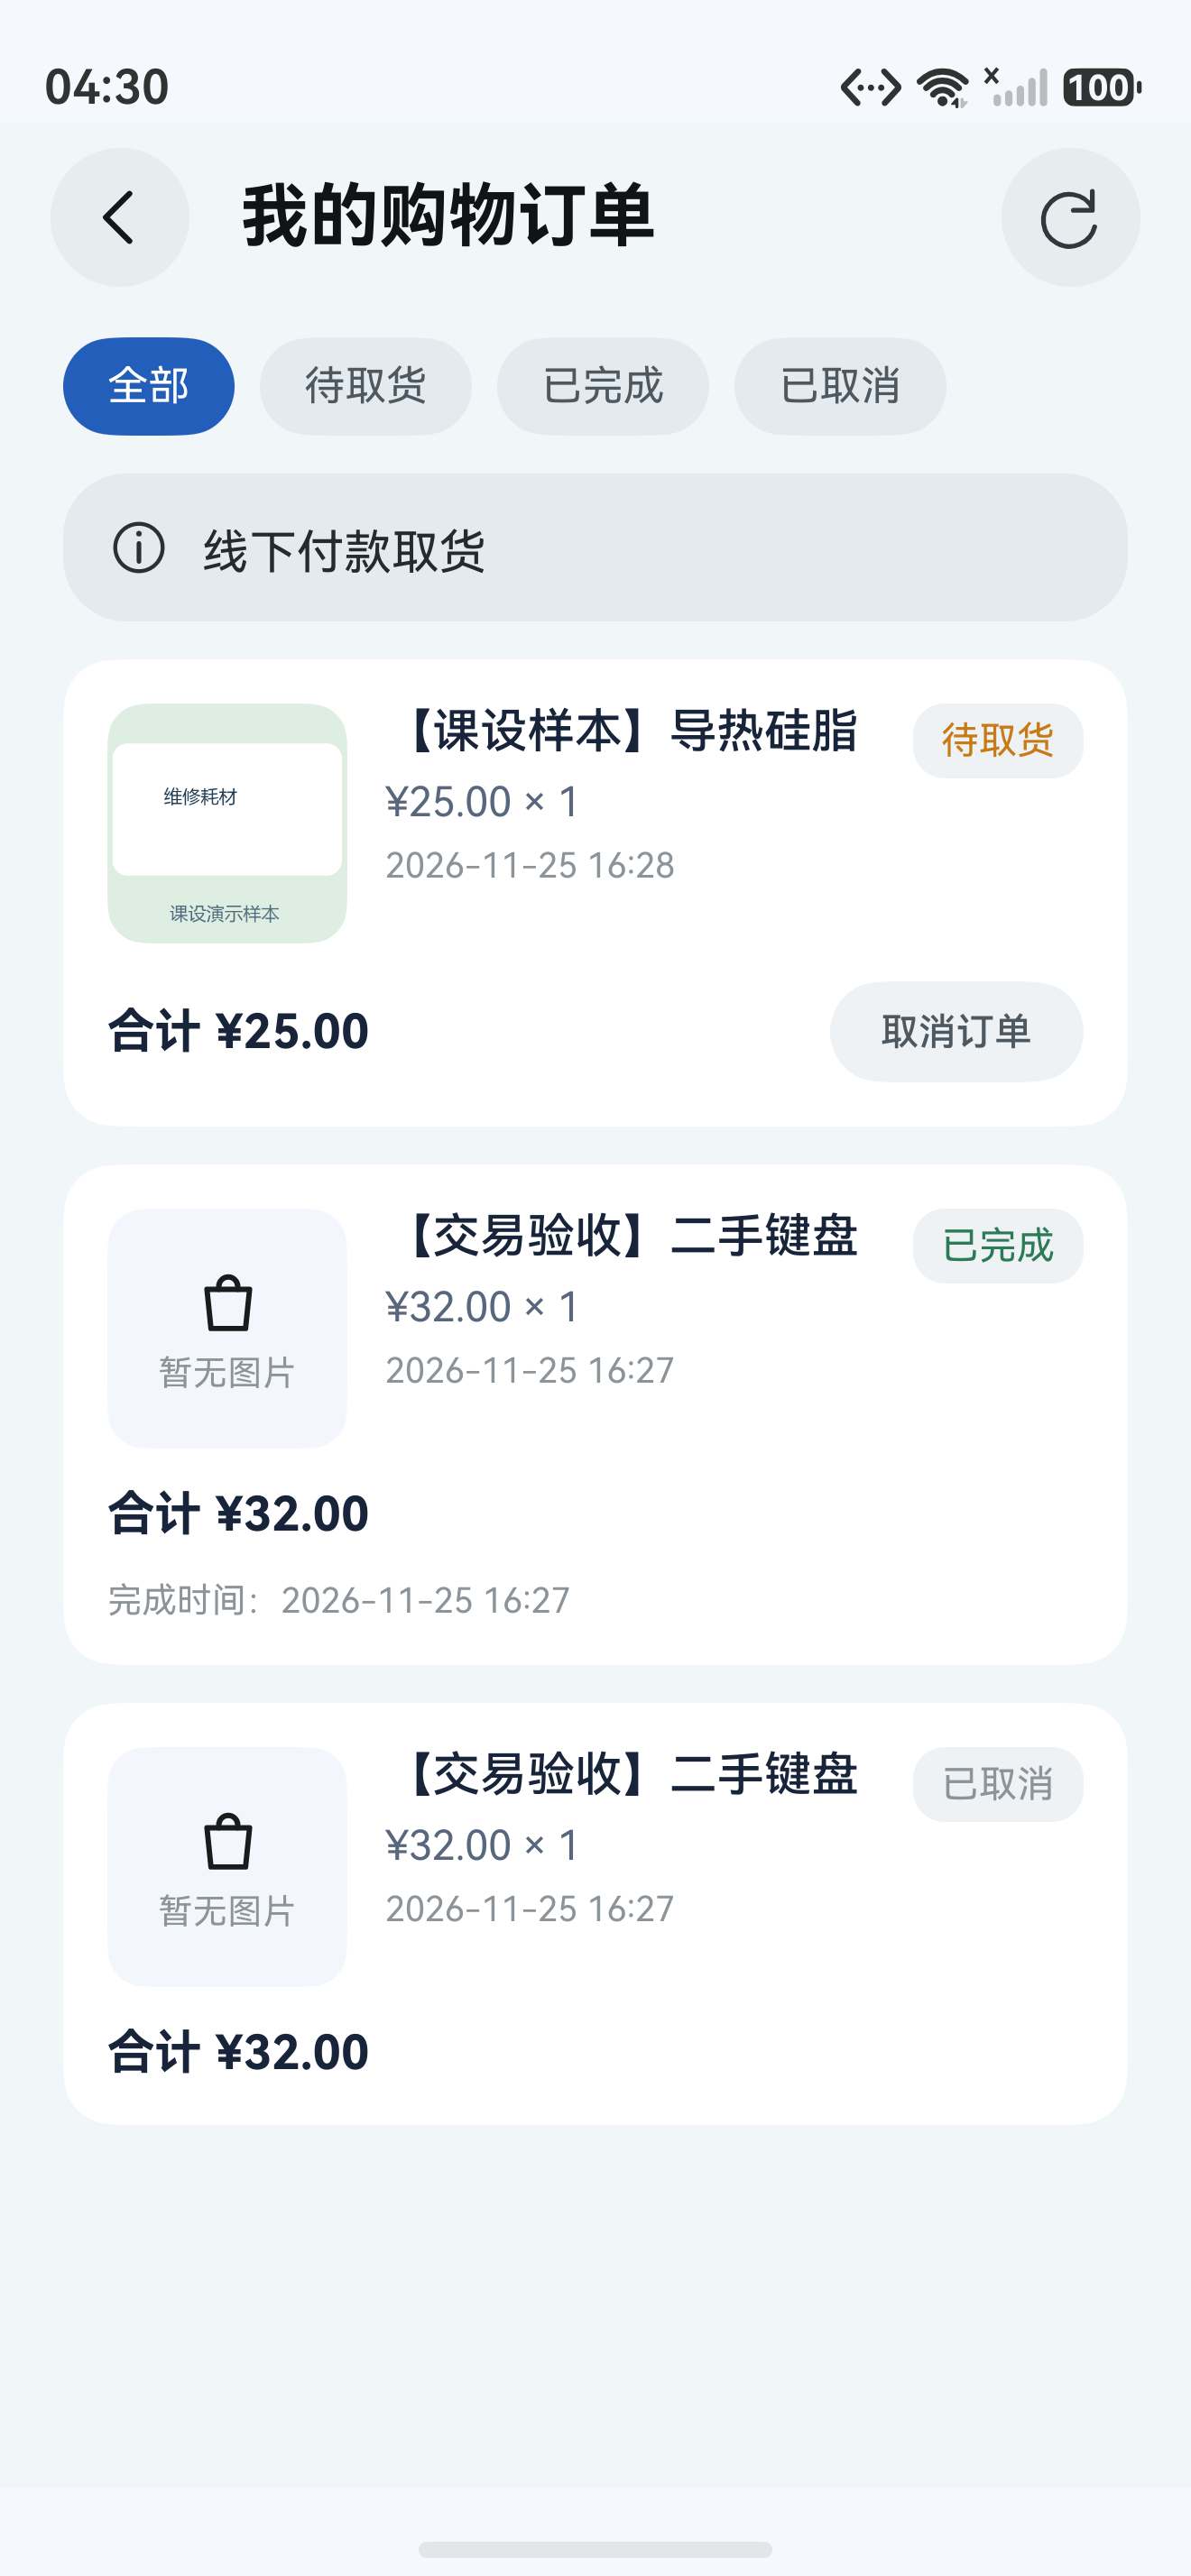 04:30
100
我的购物订单
全部
待取货
已完成
已取消
线下付款取货
【课设样本】导热硅脂
待取货
¥25.00 × 1
2026-11-25 16:28
维修耗材
课设演示样本
合计 ¥25.00
取消订单
【交易验收】二手键盘
已完成
¥32.00 × 1
2026-11-25 16:27
暂无图片
合计 ¥32.00
完成时间：2026-11-25 16:27
【交易验收】二手键盘
已取消
¥32.00 × 1
2026-11-25 16:27
暂无图片
合计 ¥32.00